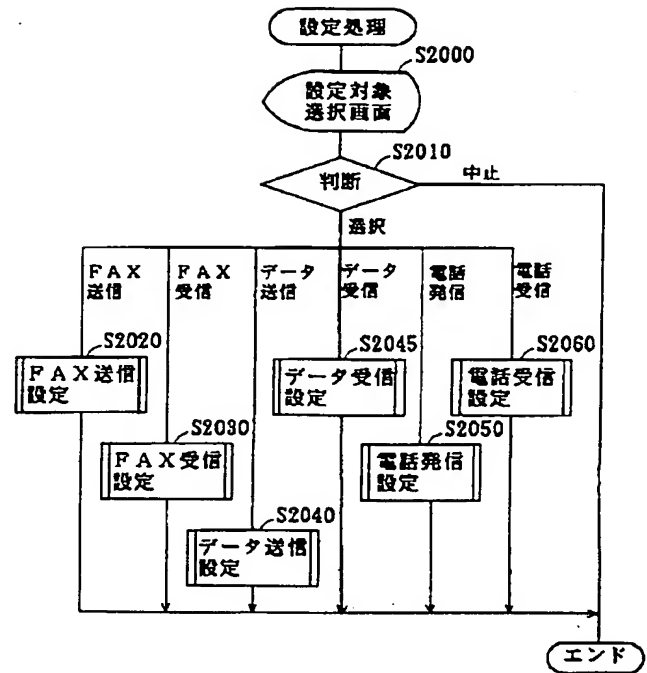 設定処理
S2000
設定対象
選択画面
S2010
判断
中止
選択
ＦＡＸ
送信
ＦＡＸ
受信
データ
送信
データ
受信
電話
発信
電話
受信
S2020
ＦＡＸ送信
設定
S2045
データ受信
設定
S2060
電話受信
設定
S2030
ＦＡＸ受信
設定
S2050
電話発信
設定
S2040
データ送信
設定
エンド